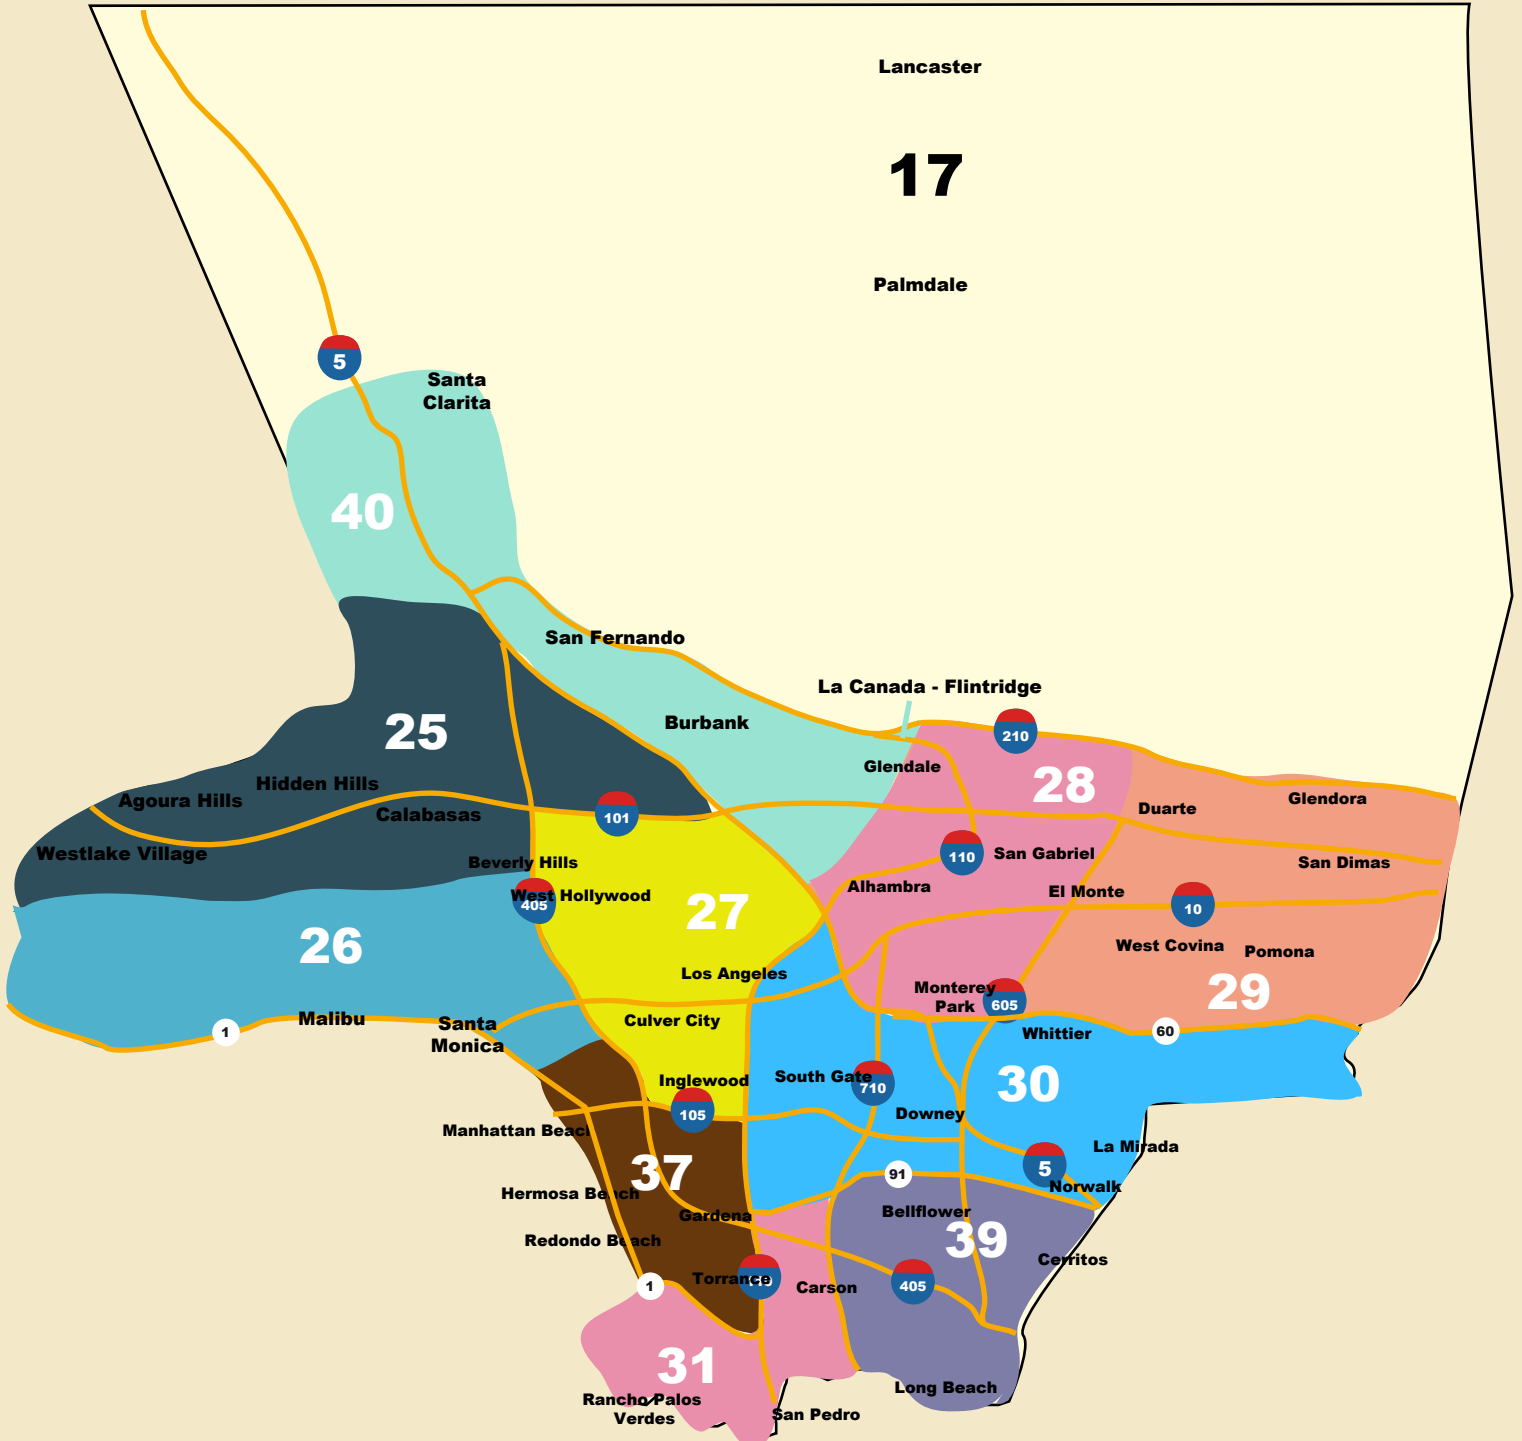 Lancaster
17
Palmdale
5
Santa
Clarita
40
San Fernando
La Canada - Flintridge
Burbank
25
210
Glendale
28
Hidden Hills
Agoura Hills
Glendora
Duarte
Calabasas
101
Westlake Village
110
San Gabriel
Beverly Hills
San Dimas
Alhambra
El Monte
West Hollywood
405
27
10
26
West Covina
Pomona
Los Angeles
Monterey
Park
605
29
Malibu
Santa
Monica
1
Culver City
60
Whittier
Inglewood
South Gate
710
30
105
Downey
Manhattan Beach
La Mirada
37
91
5
Norwalk
Hermosa Beach
Gardena
Bellflower
39
Redondo Beach
Cerritos
Torrance
110
1
Carson
405
31
Long Beach
Rancho Palos
Verdes
San Pedro